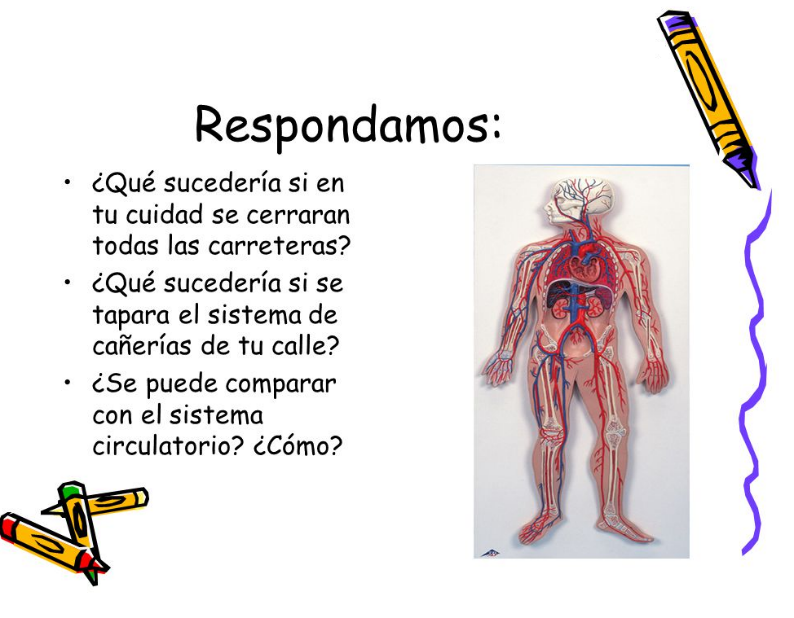 Respondamos:
• ¿Qué sucedería si en
tu cuidad se cerraran
todas las carreteras?
• ¿Qué sucedería si se
tapara el sistema de
cañerías de tu calle?
• ¿Se puede comparar
con el sistema
circulatorio? ¿Cómo?